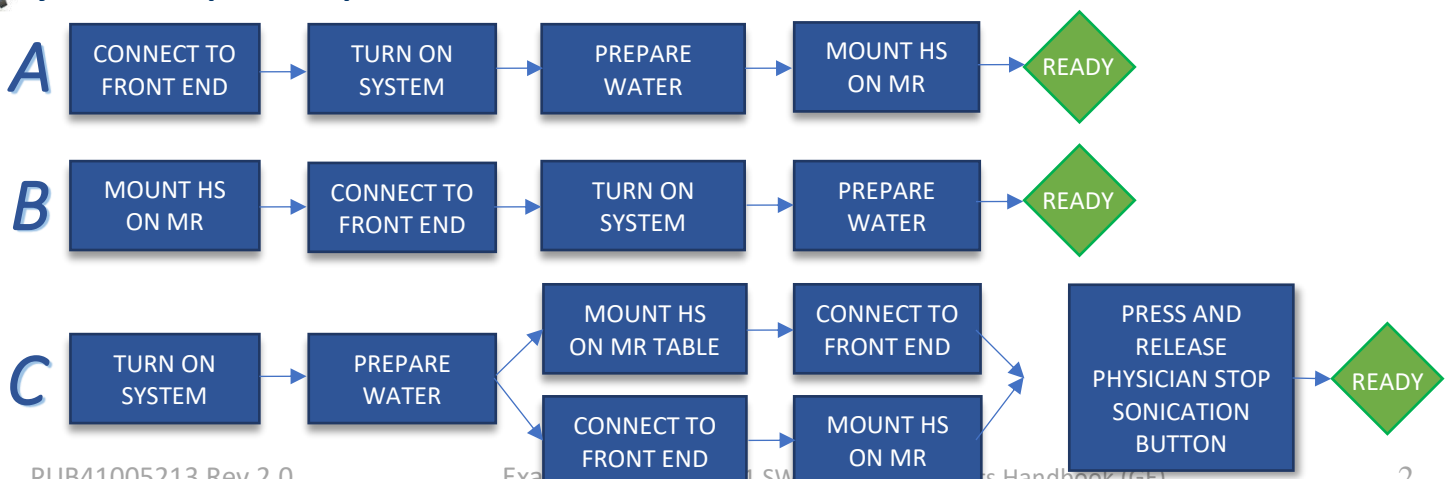 A
CONNECT TO
FRONT END
TURN ON
SYSTEM
PREPARE
WATER
MOUNT HS
ON MR
READY
B
MOUNT HS
ON MR
CONNECT TO
FRONT END
TURN ON
SYSTEM
PREPARE
WATER
READY
C
TURN ON
SYSTEM
PREPARE
WATER
MOUNT HS
ON MR TABLE
CONNECT TO
FRONT END
CONNECT TO
FRONT END
MOUNT HS
ON MR
PRESS AND
RELEASE
PHYSICIAN STOP
SONICATION
BUTTON
READY
PUB41005213 Rev 2.0 Handbook (GE) 2